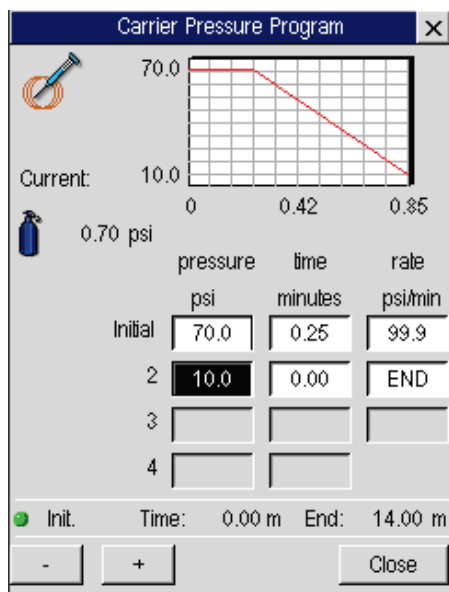 Carrier Pressure Program
70.0
Current: 10.0
0 0.42 0.85
0.70 psi
pressure time rate
psi minutes psi/min
Initial 70.0 0.25 99.9
2 10.0 0.00 END
3
4
Init. Time: 0.00 m End: 14.00 m
- + Close